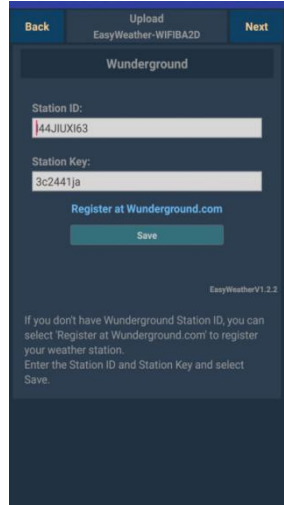 Back
Upload
EasyWeather-WIFIBA2D
Next
Wunderground
Station ID:
I44JIUXI63
Station Key:
3c2441ja
Register at Wunderground.com
Save
EasyWeatherV1.2.2
If you don't have Wunderground Station ID, you can
select 'Register at Wunderground.com' to register
your weather station.
Enter the Station ID and Station Key and select
Save.